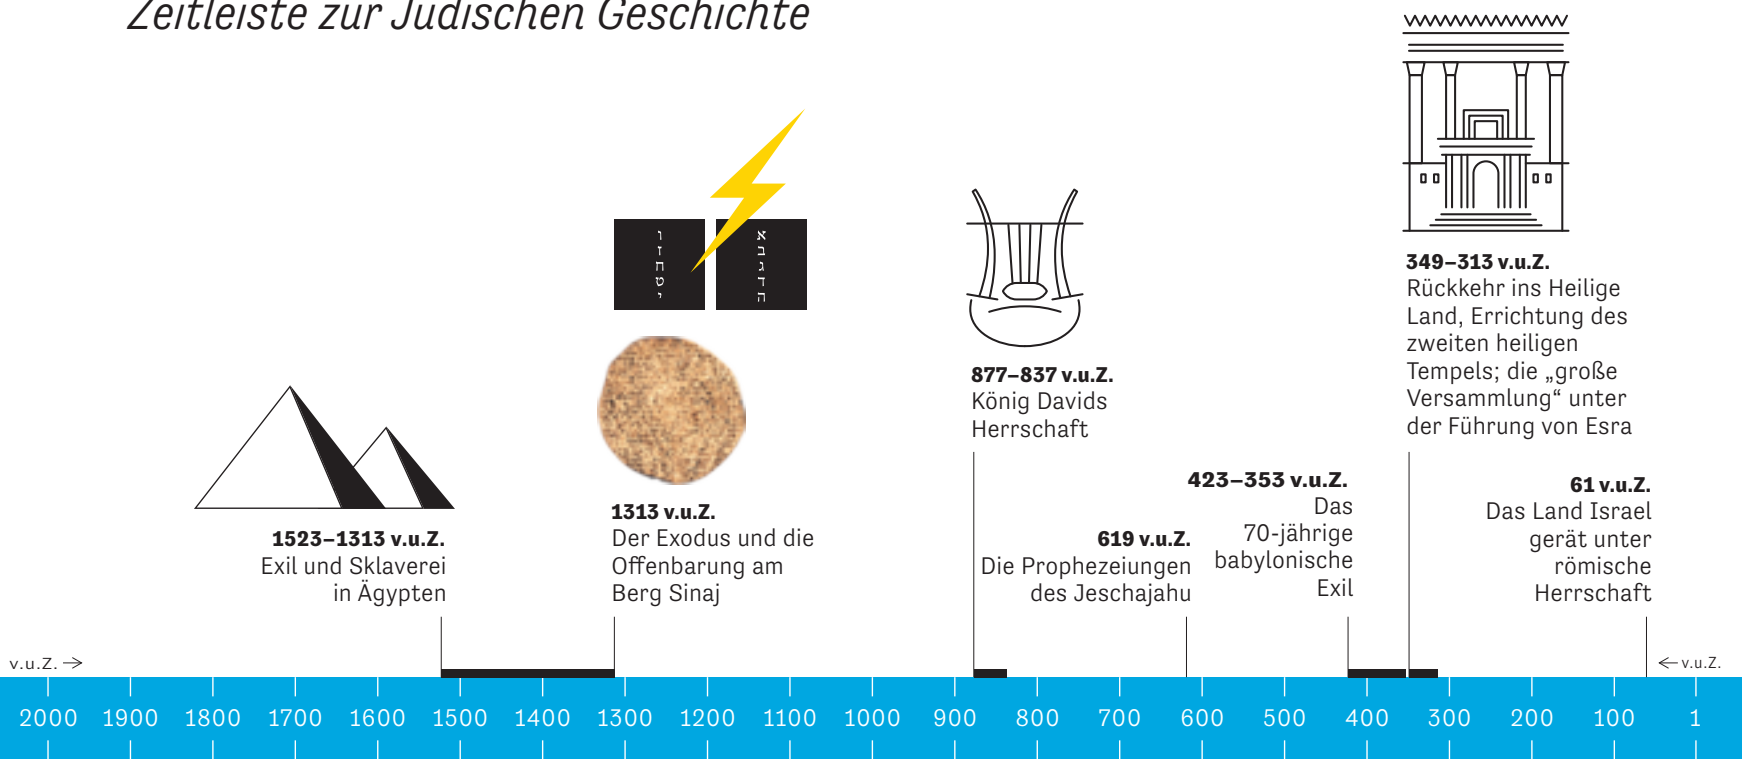 Zeitleiste zur Jüdischen Geschichte
ו
ז
ח
ט
י
א
ב
ג
ד
ה
1523–1313 v.u.Z.
Exil und Sklaverei
in Ägypten
1313 v.u.Z.
Der Exodus und die
Offenbarung am
Berg Sinaj
877–837 v.u.Z.
König Davids
Herrschaft
619 v.u.Z.
Die Prophezeiungen
des Jeschajahu
423–353 v.u.Z.
Das
70-jährige
babylonische
Exil
349–313 v.u.Z.
Rückkehr ins Heilige
Land, Errichtung des
zweiten heiligen
Tempels; die „große
Versammlung“ unter
der Führung von Esra
61 v.u.Z.
Das Land Israel
gerät unter
römische
Herrschaft
v.u.Z. →
← v.u.Z.
2000 1900 1800 1700 1600 1500 1400 1300 1200 1100 1000 900 800 700 600 500 400 300 200 100 1